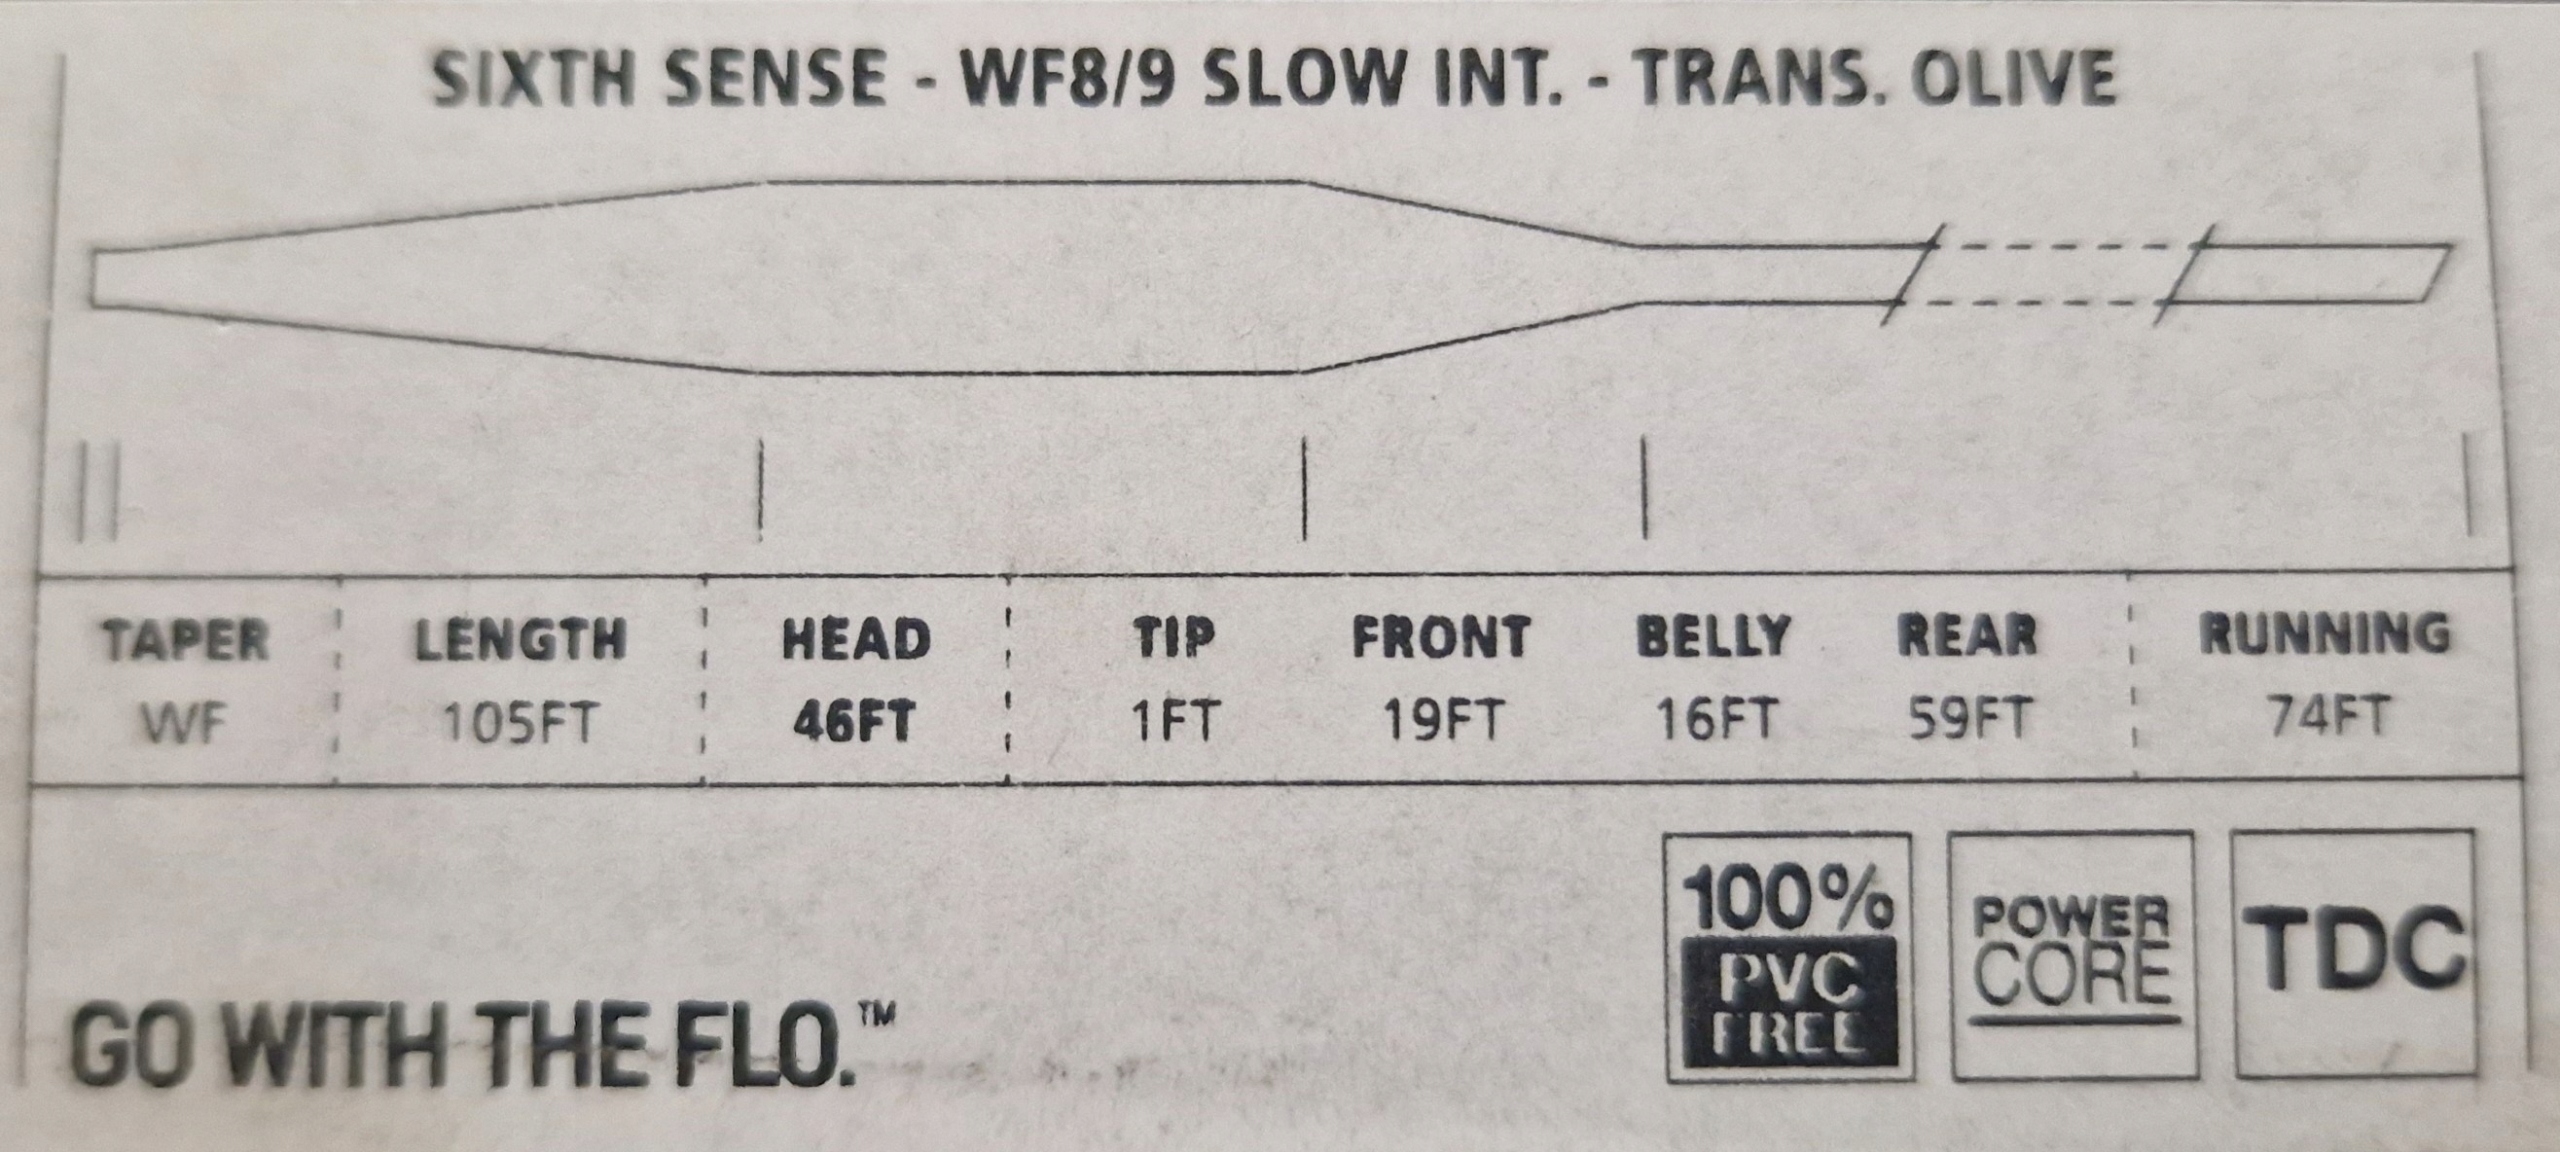 SIXTH SENSE - WF8/9 SLOW INT. - TRANS. OLIVE
TAPER LENGTH HEAD TIP FRONT BELLY REAR RUNNING
WF 105FT 46FT 1FT 19FT 16FT 59FT 74FT
100%
PVC
FREE
POWER
CORE
TDC
GO WITH THE FLO.™